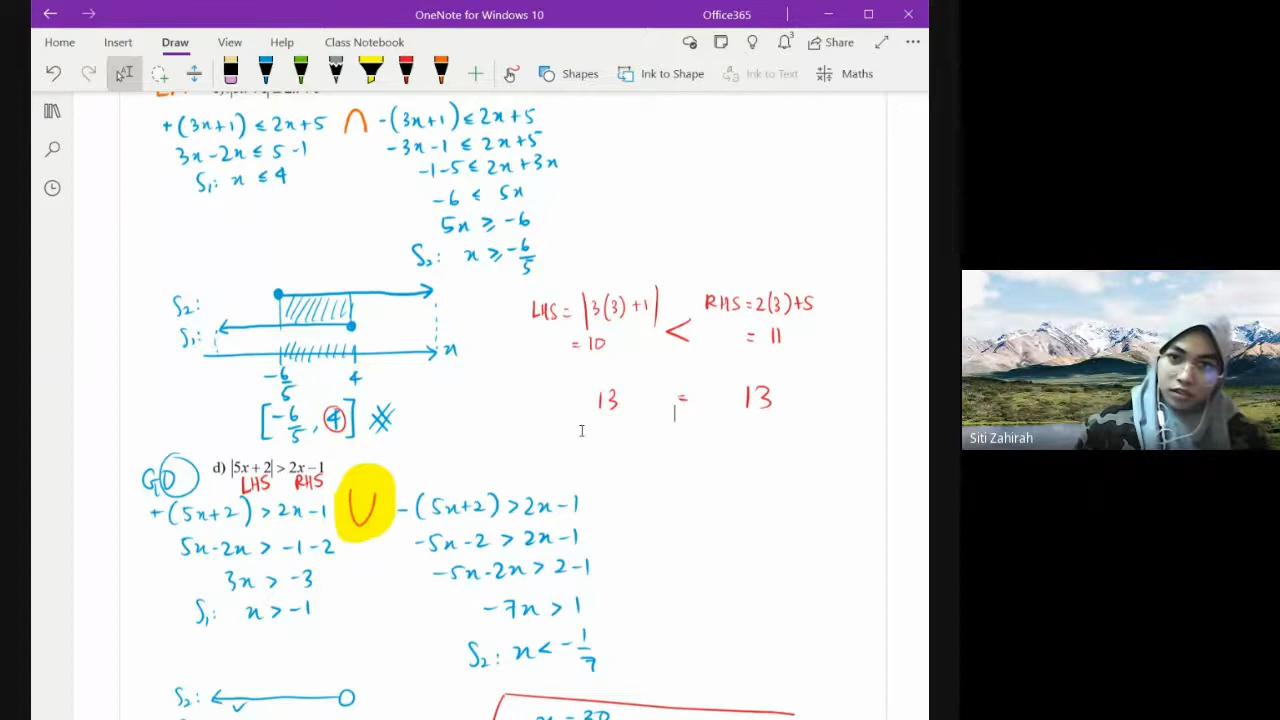 OneNote for Windows 10
Office365
Home Insert Draw View Help Class Notebook
3
Share
Shapes Ink to Shape Ink to Text Maths
+(3x+1) ≤ 2x+5 ∩ -(3x+1) ≤ 2x+5
3x-2x ≤ 5-1
-3x-1 ≤ 2x+5
S₁: x ≤ 4
-1-5 ≤ 2x+3x
-6 ≤ 5x
5x ≥ -6
S₂: x ≥ -6/5
S₂:
S₁:
x
-6/5 4
[-6/5, 4]
LHS = |3(3)+1| < RHS = 2(3)+5
= 10 = 11
13 = 13
Siti Zahirah
d) |5x + 2| > 2x − 1
LHS RHS
+(5x+2) > 2x-1 U -(5x+2) > 2x-1
5x-2x > -1-2
-5x-2 > 2x-1
3x > -3
-5x-2x > 2-1
S₁: x > -1
-7x > 1
S₂: x < -1/7
S₂: